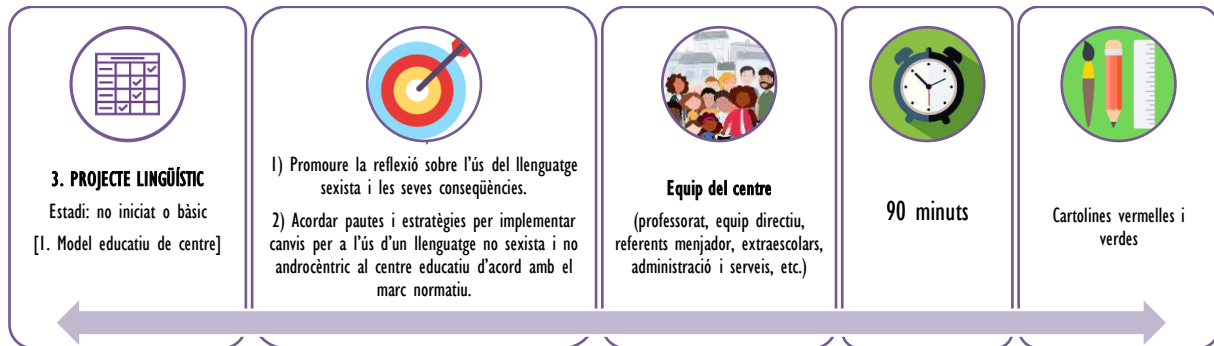 3. PROJECTE LINGÜÍSTIC
Estadi: no iniciat o bàsic
[1. Model educatiu de centre]
1) Promoure la reflexió sobre l'ús del llenguatge
sexista i les seves conseqüències.
2) Acordar pautes i estratègies per implementar
canvis per a l'ús d'un llenguatge no sexista i no
androcèntric al centre educatiu d'acord amb el
marc normatiu.
Equip del centre
(professorat, equip directiu,
referents menjador, extraescolars,
administració i serveis, etc.)
90 minuts
Cartolines vermelles i
verdes